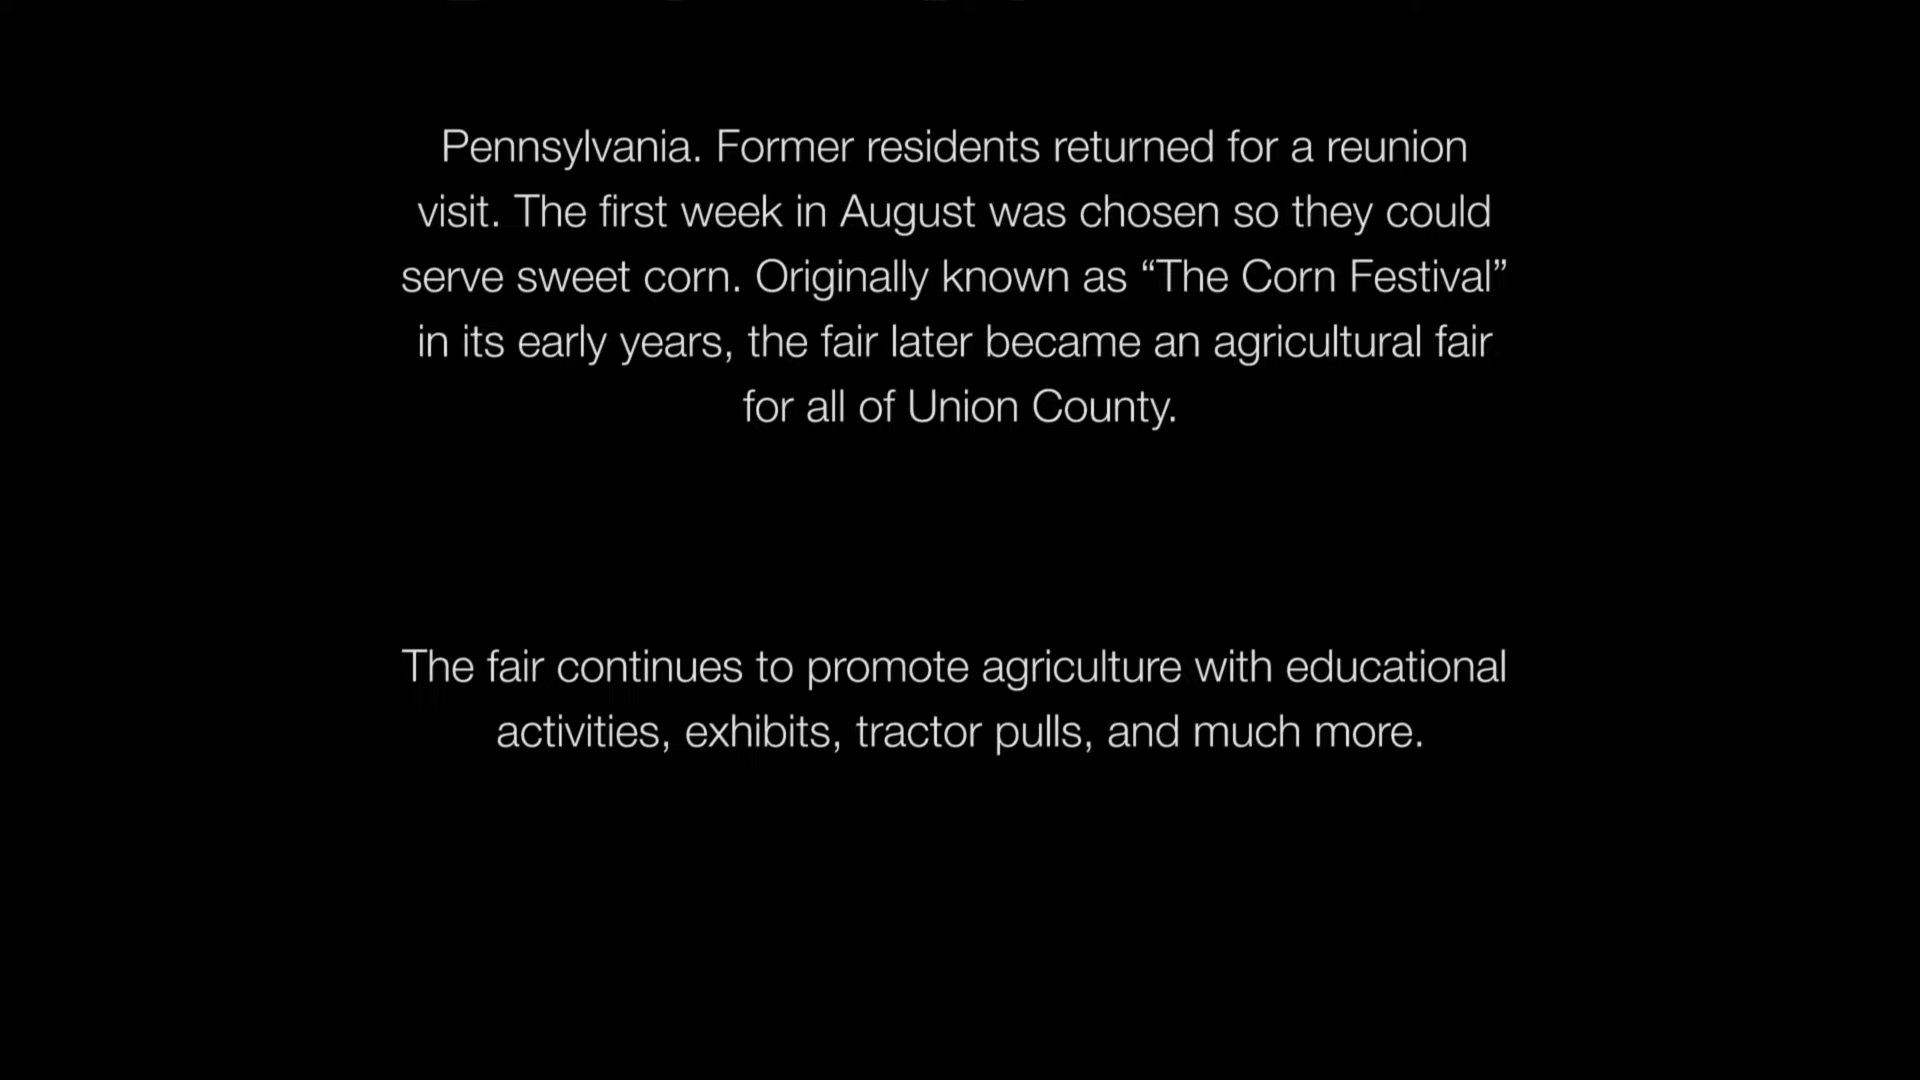 Pennsylvania. Former residents returned for a reunion
visit. The first week in August was chosen so they could
serve sweet corn. Originally known as “The Corn Festival”
in its early years, the fair later became an agricultural fair
for all of Union County.
The fair continues to promote agriculture with educational
activities, exhibits, tractor pulls, and much more.